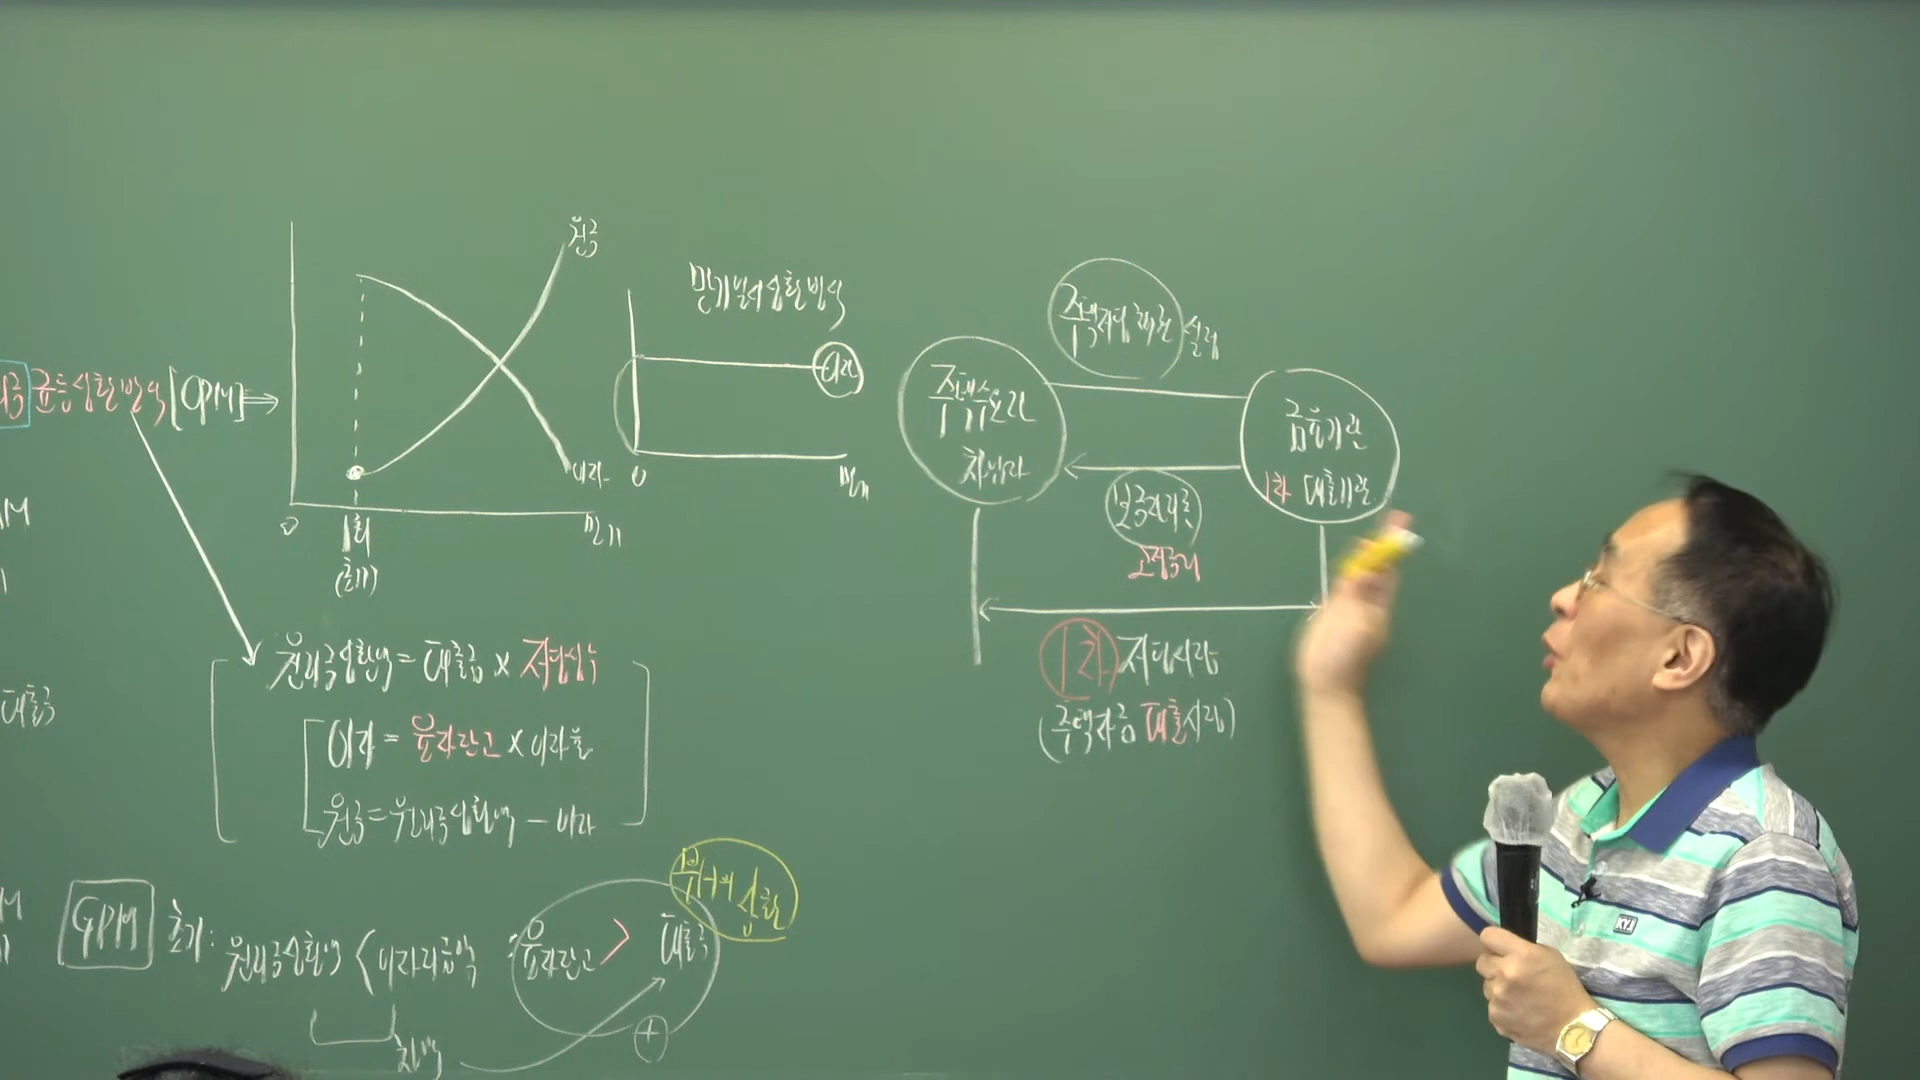 원금
만기일시상환방식
이자
0
만기
금균등상환방식 [CPM] ⇒
이자
0
1회
(초기)
만기
원리금상환액 = 대출금 × 저당상수
이자 = 융자잔고 × 이자율
원금 = 원리금상환액 - 이자
대출금
GPM 초기: 원리금상환액 < 이자지급액 : 융자잔고 > 대출금
부(-)의 상환
+
차액
주택저당채권 설정
주택수요자
차입자
금융기관
1차 대출기관
고정금리
1차 저당시장
(주택자금 대출시장)